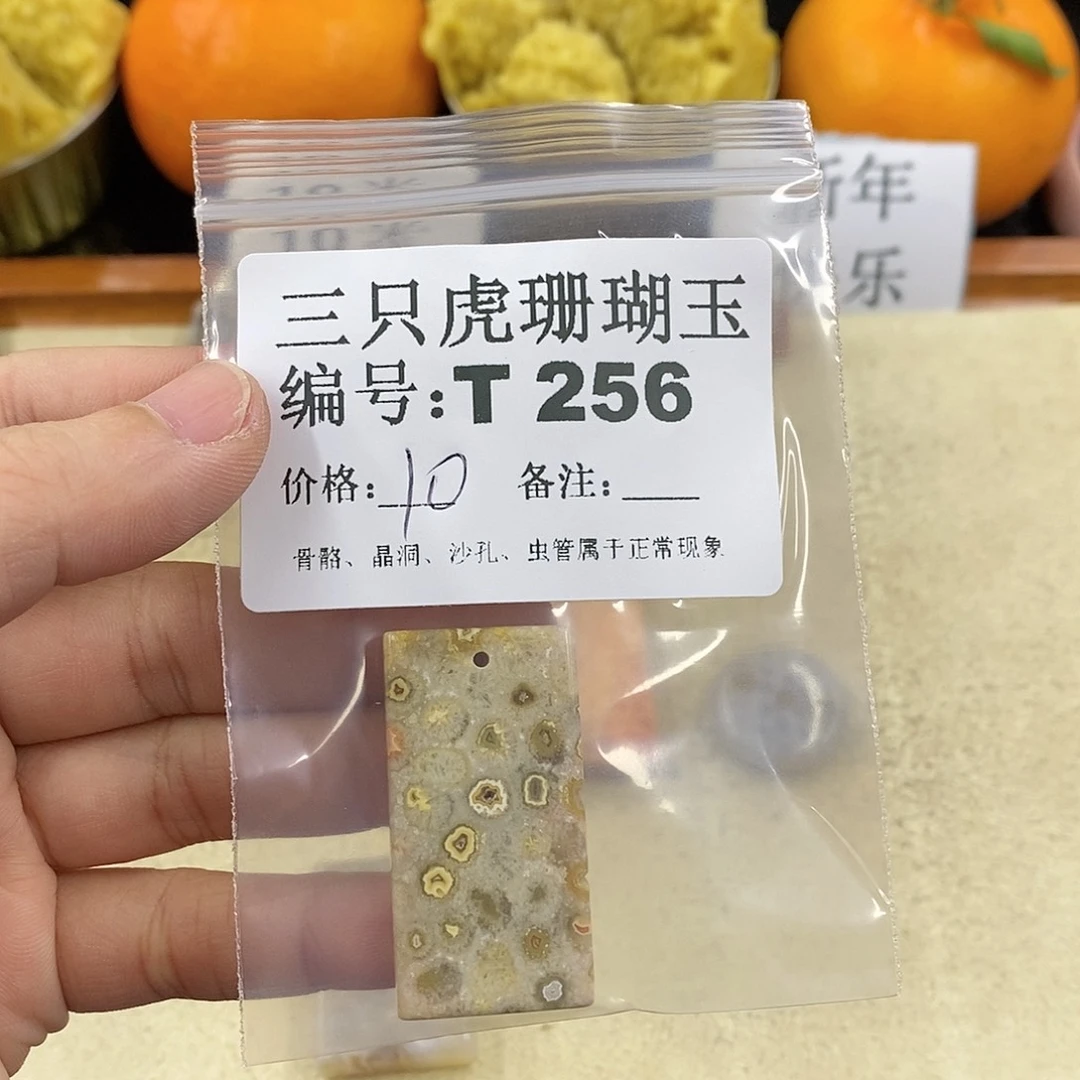 新年
乐
三只虎珊瑚玉
编号:T 256
价格:10 备注:___
骨骼、晶洞、沙孔、虫管属于正常现象